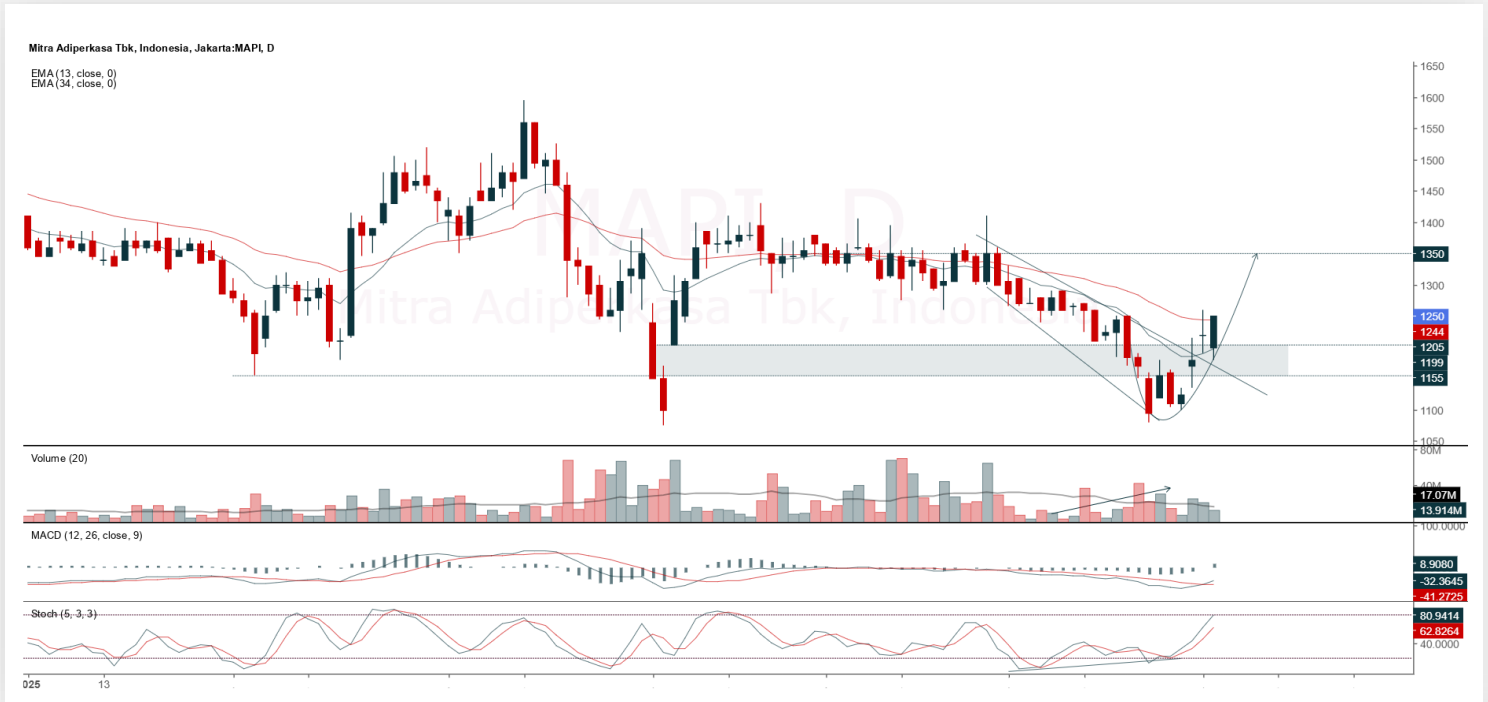 Mitra Adiperkasa Tbk, Indonesia, Jakarta:MAPI, D
EMA (13, close, 0)
EMA (34, close, 0)
MAPI, D
Mitra Adiperkasa Tbk, Indonesia
1650
1600
1550
1500
1450
1400
1350
1300
1250
1244
1205
1199
1155
1100
1050
Volume (20)
80M
40M
17.07M
13.914M
MACD (12, 26, close, 9)
100.0000
8.9080
-32.3645
-41.2725
Stoch (5, 3, 3)
80.9414
62.8264
40.0000
2025
13